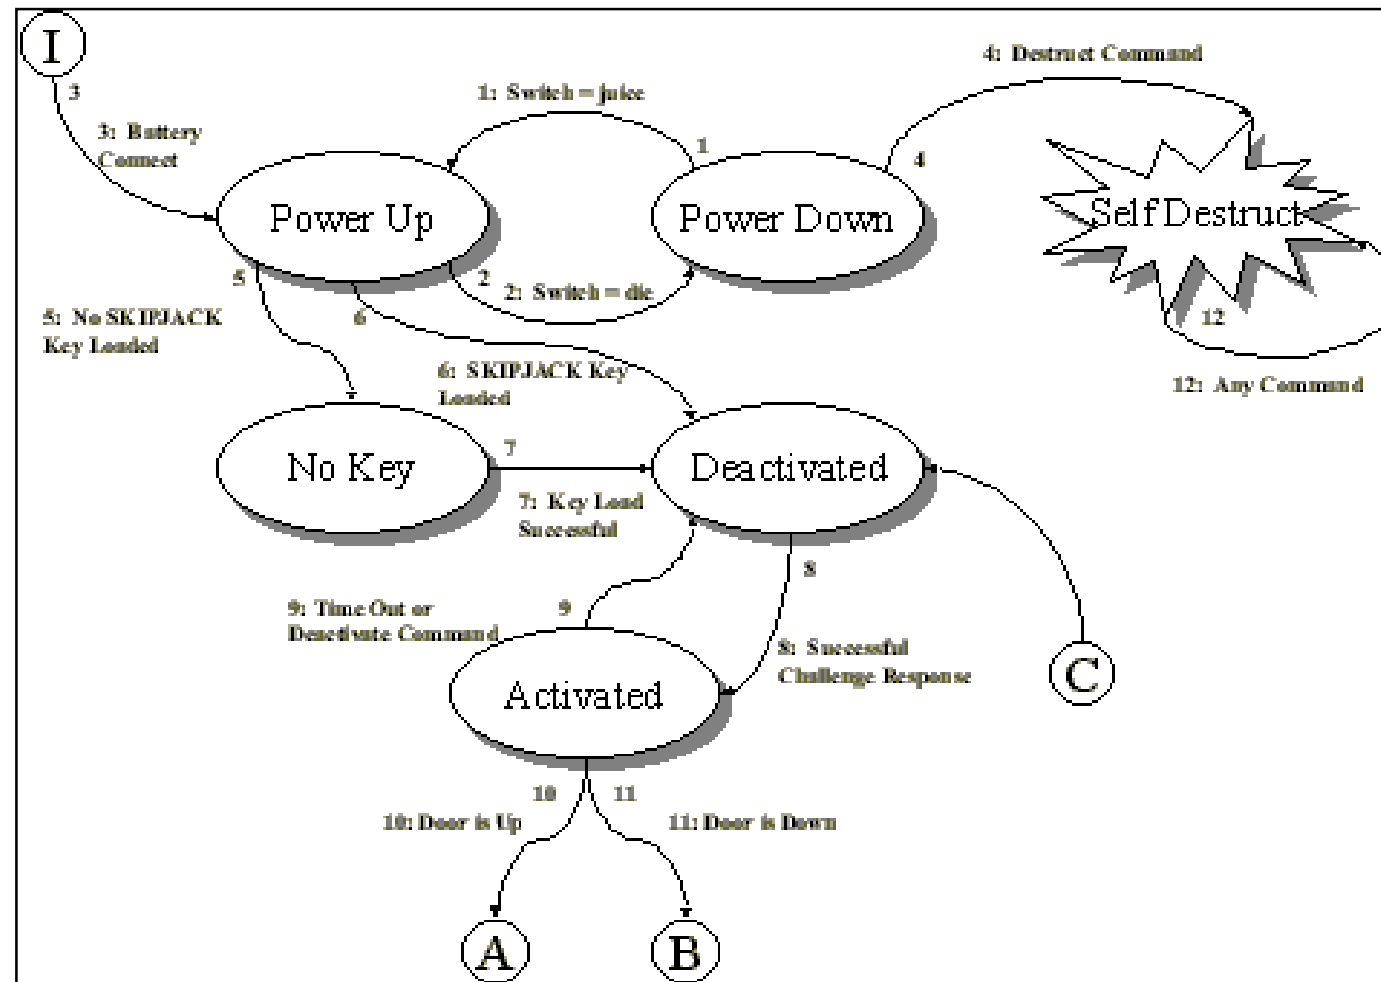 I
3
3: Battery
Connect
1: Switch = juice
1
4: Destruct Command
4
Power Up
Power Down
Self Destruct
5
2
2: Switch = die
6
12
12: Any Command
5: No SKIPJACK
Key Loaded
6: SKIPJACK Key
Loaded
No Key
7
Deactivated
7: Key Load
Successful
8
9: Time Out or
Deactivate Command
9
8: Successful
Challenge Response
C
Activated
10
11
10: Door is Up
11: Door is Down
A
B